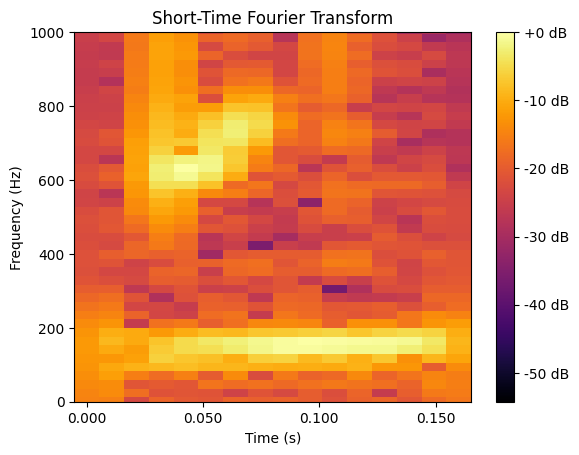 Short-Time Fourier Transform
1000
800
600
400
200
0
Frequency (Hz)
0.000
0.050
0.100
0.150
Time (s)
+0 dB
-10 dB
-20 dB
-30 dB
-40 dB
-50 dB